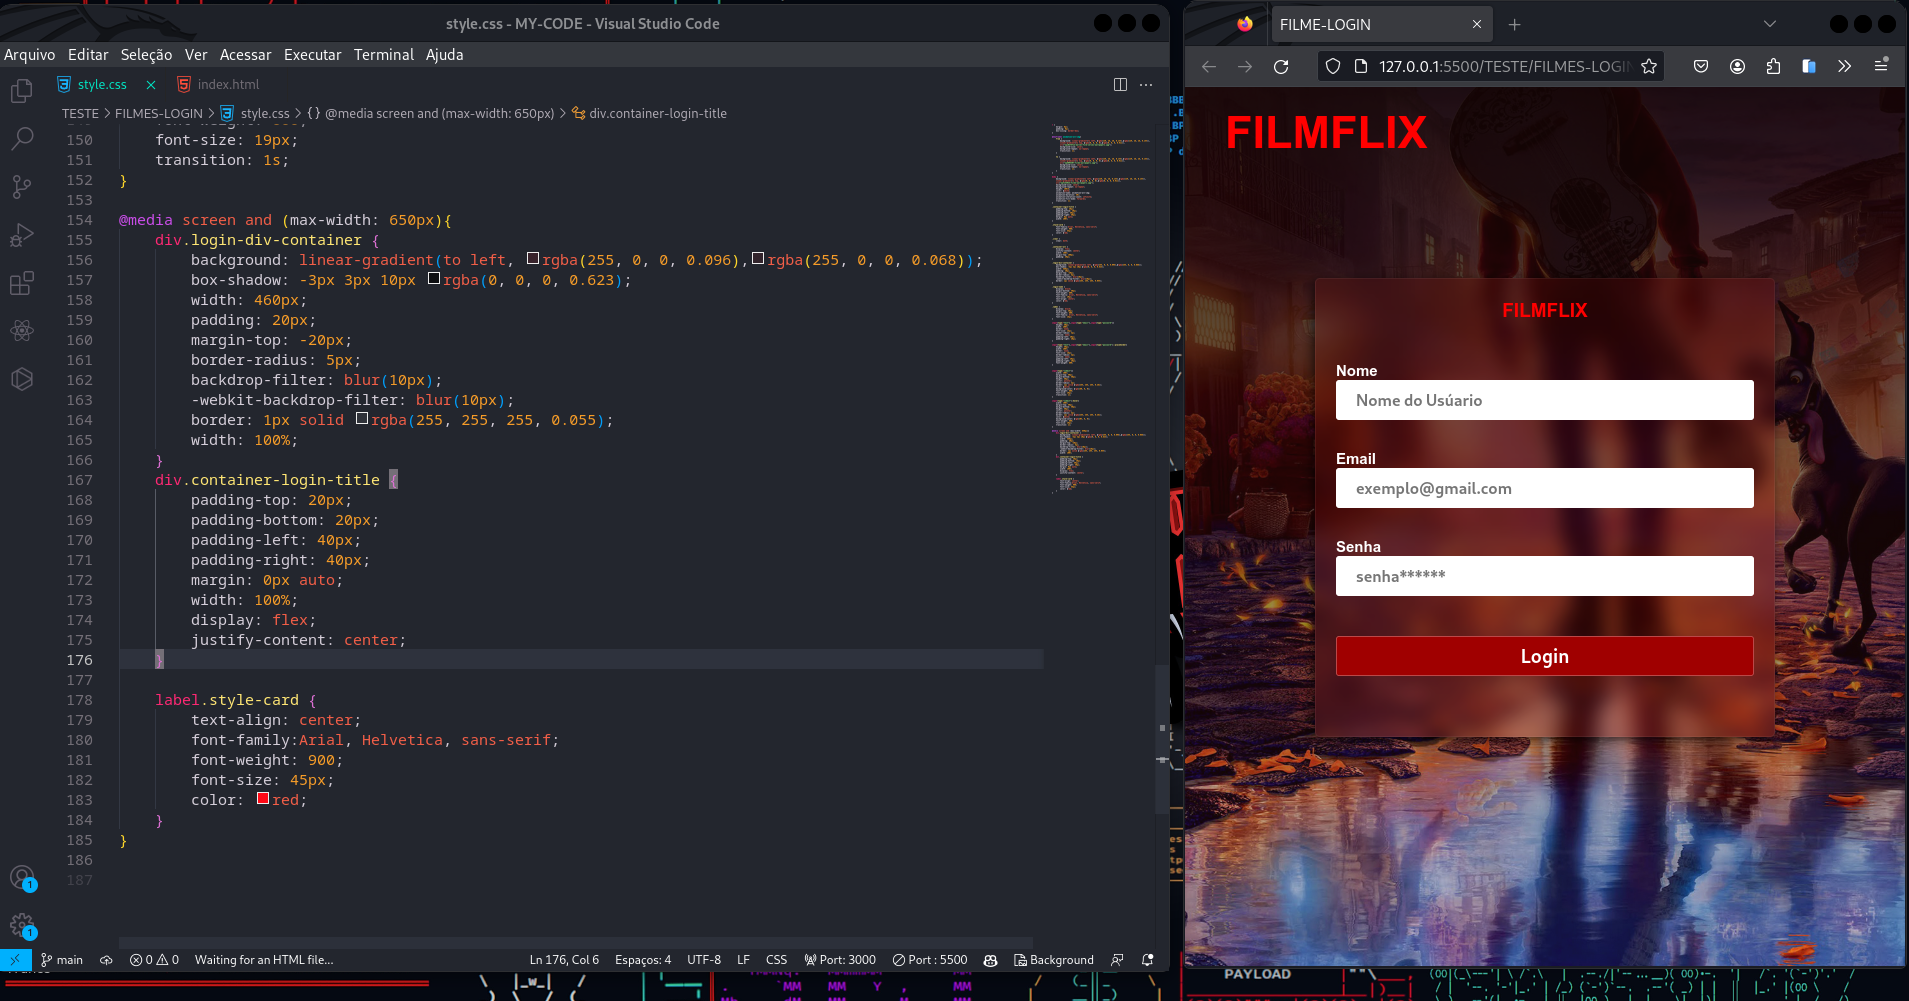 style.css - MY-CODE - Visual Studio Code
Arquivo Editar Seleção Ver Acessar Executar Terminal Ajuda
style.css
index.html
TESTE > FILMES-LOGIN > style.css > {} @media screen and (max-width: 650px) > div.container-login-title
150 font-size: 19px;
151 transition: 1s;
152 }
153
154 @media screen and (max-width: 650px){
155 div.login-div-container {
156 background: linear-gradient(to left, rgba(255, 0, 0, 0.096),rgba(255, 0, 0, 0.068));
157 box-shadow: -3px 3px 10px rgba(0, 0, 0, 0.623);
158 width: 460px;
159 padding: 20px;
160 margin-top: -20px;
161 border-radius: 5px;
162 backdrop-filter: blur(10px);
163 -webkit-backdrop-filter: blur(10px);
164 border: 1px solid rgba(255, 255, 255, 0.055);
165 width: 100%;
166 }
167 div.container-login-title {
168 padding-top: 20px;
169 padding-bottom: 20px;
170 padding-left: 40px;
171 padding-right: 40px;
172 margin: 0px auto;
173 width: 100%;
174 display: flex;
175 justify-content: center;
176 }
177
178 label.style-card {
179 text-align: center;
180 font-family:Arial, Helvetica, sans-serif;
181 font-weight: 900;
182 font-size: 45px;
183 color: red;
184 }
185 }
186
187
1
1
main
0 0
Waiting for an HTML file...
Ln 176, Col 6
Espaços: 4
UTF-8
LF
CSS
Port: 3000
Port : 5500
Background
FILME-LOGIN
127.0.0.1:5500/TESTE/FILMES-LOGIN
FILMFLIX
FILMFLIX
Nome
Nome do Usúario
Email
exemplo@gmail.com
Senha
senha******
Login
PAYLOAD